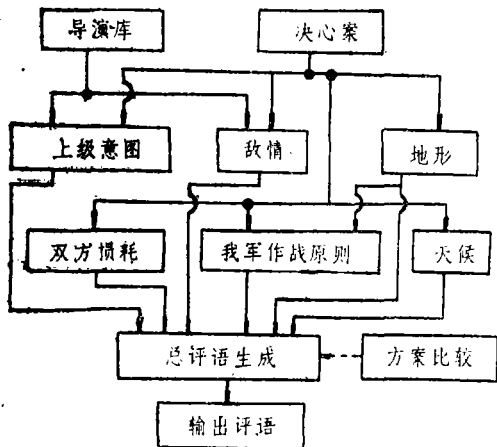 导演库
决心案
上级意图
敌情
地形
双方损耗
我军作战原则
天候
总评语生成
方案比较
输出评语